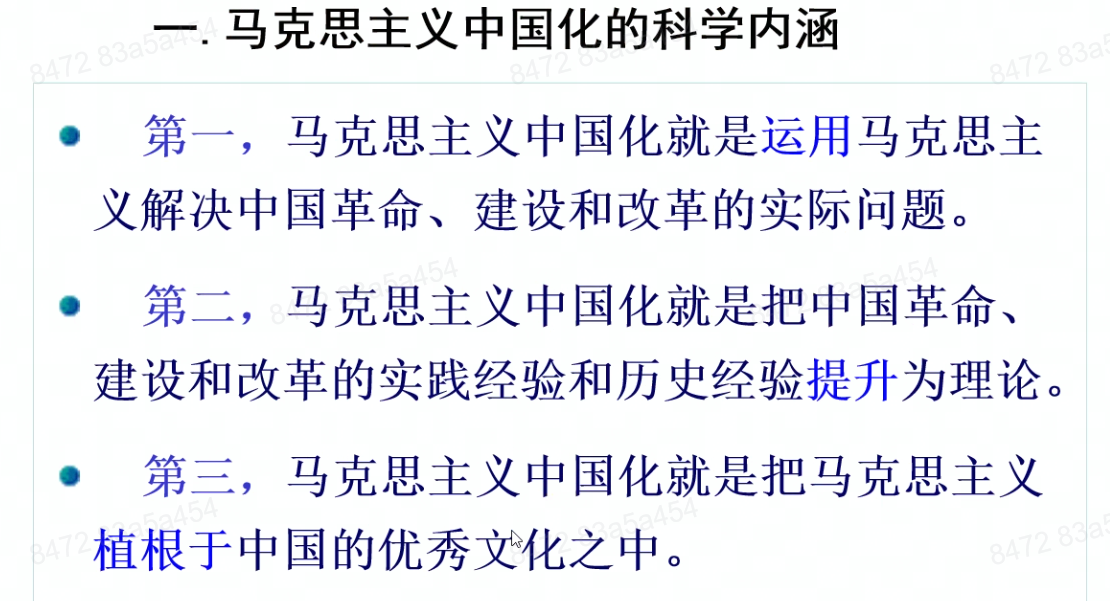 一. 马克思主义中国化的科学内涵
第一，马克思主义中国化就是运用马克思主
义解决中国革命、建设和改革的实际问题。
第二，马克思主义中国化就是把中国革命、
建设和改革的实践经验和历史经验提升为理论。
第三，马克思主义中国化就是把马克思主义
植根于中国的优秀文化之中。
8472 83a5a454